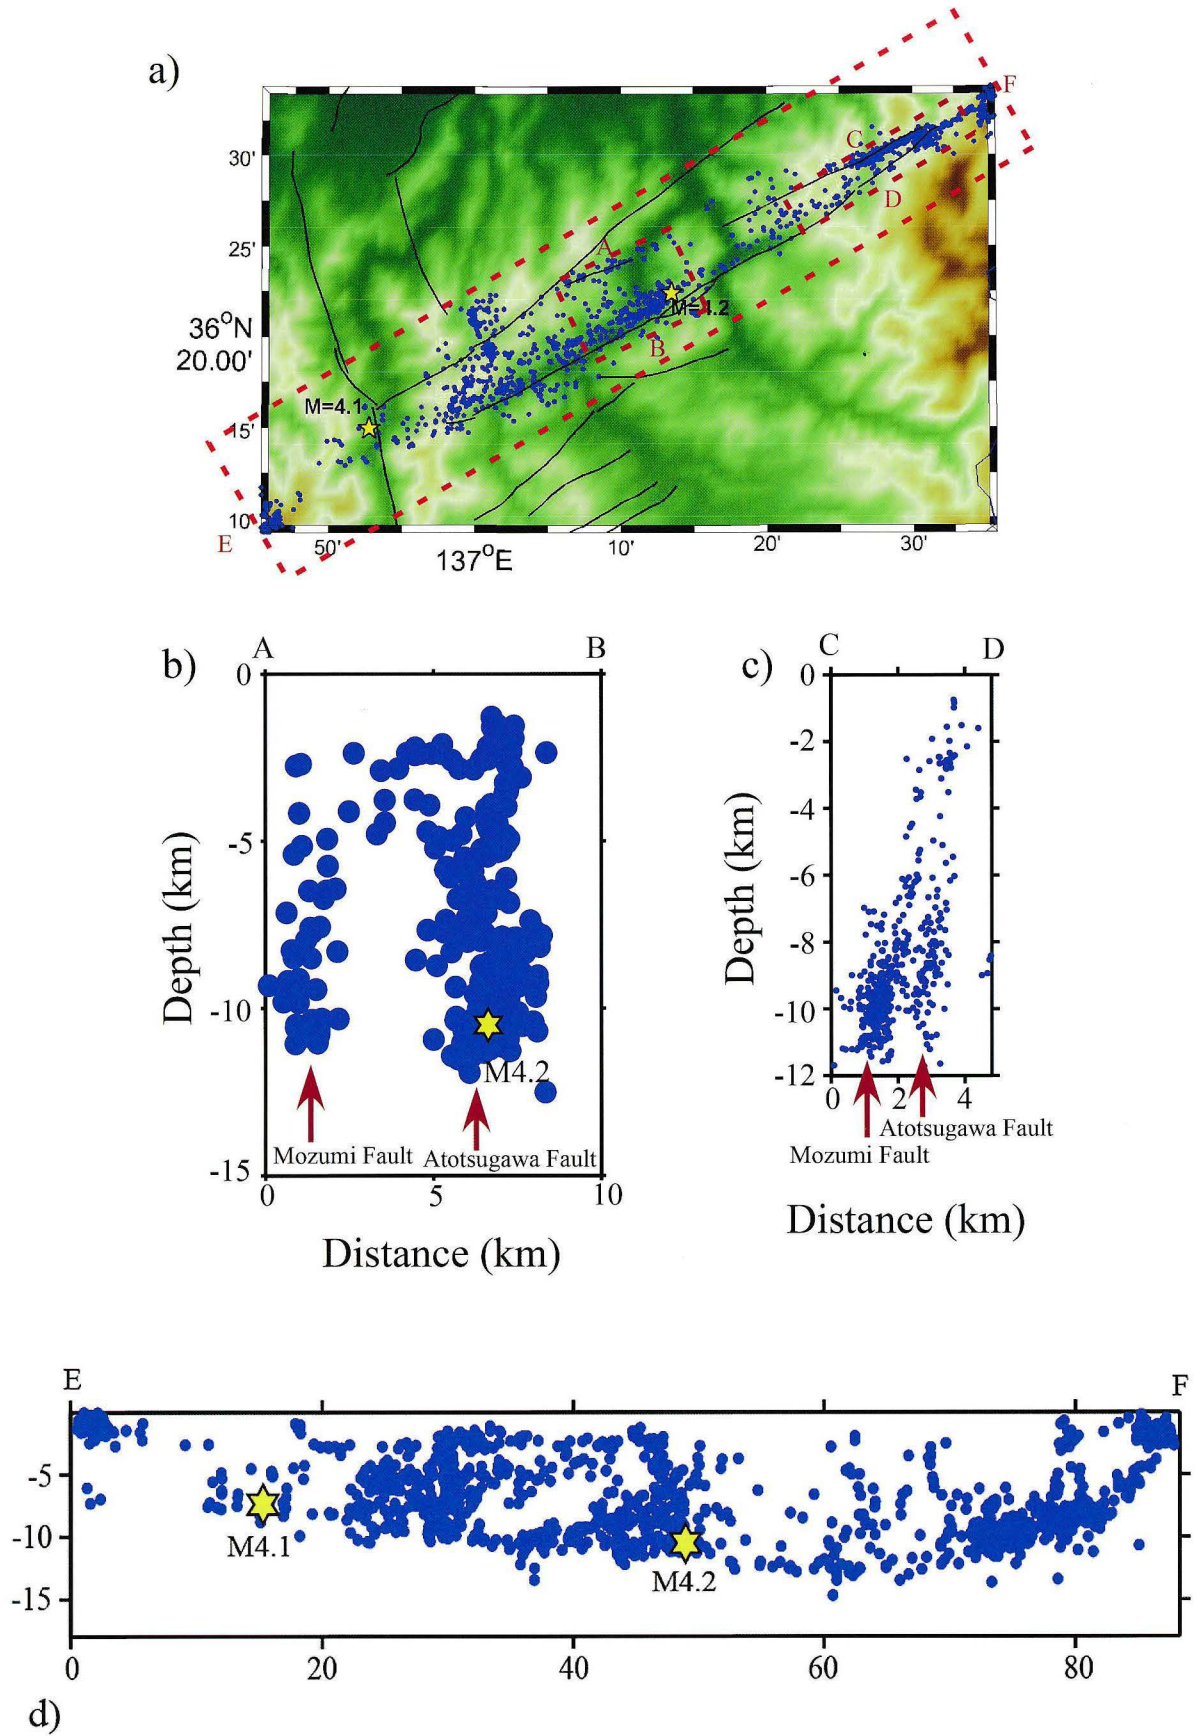 a)
F
C
30'
D
25'
A
M=4.2
36°N
20.00'
B
M=4.1
15'
10'
E
50'
137°E
10'
20'
30'
b)
A
B
0
-5
-10
-15
Depth (km)
M4.2
Mozumi Fault
Atotsugawa Fault
0
5
10
Distance (km)
c)
C
D
0
-2
-4
-6
-8
-10
-12
Depth (km)
0
2
4
Atotsugawa Fault
Mozumi Fault
Distance (km)
E
F
-5
-10
-15
M4.1
M4.2
0
20
40
60
80
d)